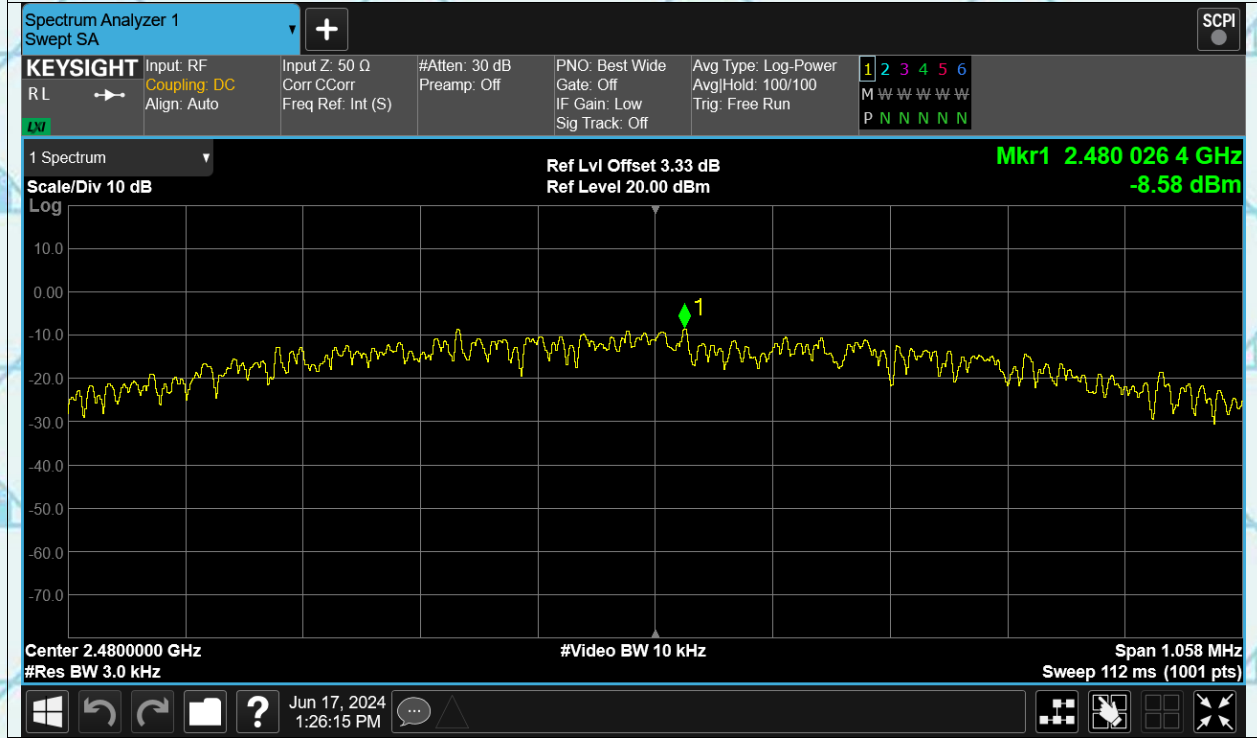 Spectrum Analyzer 1
Swept SA
SCPI
KEYSIGHT
R L
LXI
Input: RF
Coupling: DC
Align: Auto
Input Z: 50 Ω
Corr CCorr
Freq Ref: Int (S)
#Atten: 30 dB
Preamp: Off
PNO: Best Wide
Gate: Off
IF Gain: Low
Sig Track: Off
Avg Type: Log-Power
Avg|Hold: 100/100
Trig: Free Run
1 2 3 4 5 6
M W W W W W
P N N N N N
1 Spectrum
Scale/Div 10 dB
Log
Ref Lvl Offset 3.33 dB
Ref Level 20.00 dBm
Mkr1 2.480 026 4 GHz
-8.58 dBm
10.0
0.00
1
-10.0
-20.0
-30.0
-40.0
-50.0
-60.0
-70.0
Center 2.4800000 GHz
#Res BW 3.0 kHz
#Video BW 10 kHz
Span 1.058 MHz
Sweep 112 ms (1001 pts)
?
Jun 17, 2024
1:26:15 PM